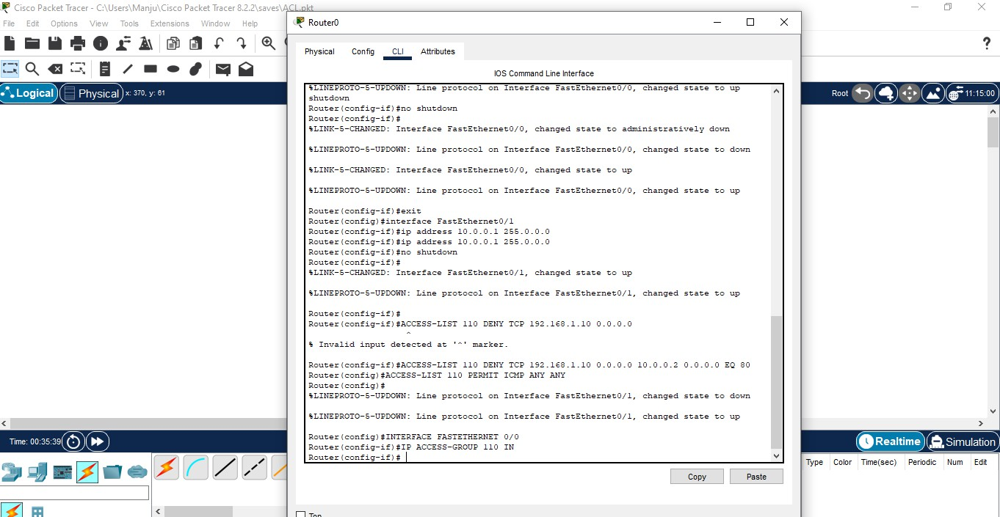 Cisco Packet Tracer - C:\Users\Manju\Cisco Packet Tracer 8.2.2\saves\ACL.pkt
File Edit Options View Tools Extensions Window Help
Router0
Physical Config CLI Attributes
IOS Command Line Interface
Logical Physical x: 370, y: 61
Root 11:15:00
%LINEPROTO-5-UPDOWN: Line protocol on Interface FastEthernet0/0, changed state to up
shutdown
Router(config-if)#no shutdown
Router(config-if)#
%LINK-5-CHANGED: Interface FastEthernet0/0, changed state to administratively down
%LINEPROTO-5-UPDOWN: Line protocol on Interface FastEthernet0/0, changed state to down
%LINK-5-CHANGED: Interface FastEthernet0/0, changed state to up
%LINEPROTO-5-UPDOWN: Line protocol on Interface FastEthernet0/0, changed state to up
Router(config-if)#exit
Router(config)#interface FastEthernet0/1
Router(config-if)#ip address 10.0.0.1 255.0.0.0
Router(config-if)#ip address 10.0.0.1 255.0.0.0
Router(config-if)#no shutdown
Router(config-if)#
%LINK-5-CHANGED: Interface FastEthernet0/1, changed state to up
%LINEPROTO-5-UPDOWN: Line protocol on Interface FastEthernet0/1, changed state to up
Router(config-if)#
Router(config-if)#ACCESS-LIST 110 DENY TCP 192.168.1.10 0.0.0.0
^
% Invalid input detected at '^' marker.
Router(config-if)#ACCESS-LIST 110 DENY TCP 192.168.1.10 0.0.0.0 10.0.0.2 0.0.0.0 EQ 80
Router(config)#ACCESS-LIST 110 PERMIT ICMP ANY ANY
Router(config)#
%LINEPROTO-5-UPDOWN: Line protocol on Interface FastEthernet0/1, changed state to down
%LINEPROTO-5-UPDOWN: Line protocol on Interface FastEthernet0/1, changed state to up
Router(config)#INTERFACE FASTETHERNET 0/0
Router(config-if)#IP ACCESS-GROUP 110 IN
Router(config-if)#
Copy Paste
Top
Time: 00:35:39
Realtime Simulation
Type Color Time(sec) Periodic Num Edit